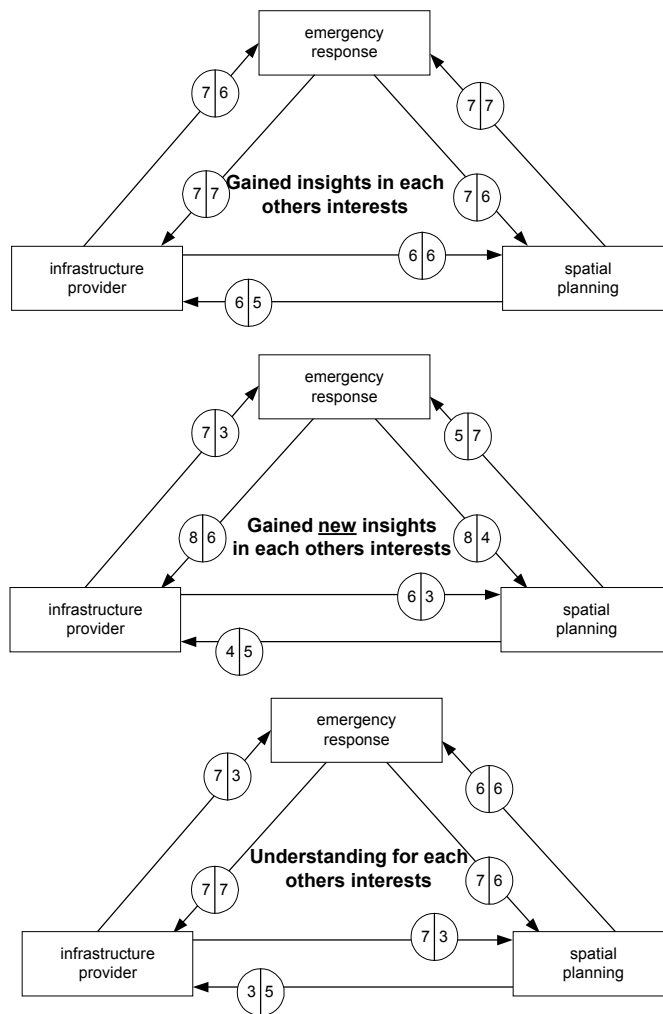 emergency
response
7 6
7 7
7 7
Gained insights in each
others interests
7 6
infrastructure
provider
6 6
spatial
planning
6 5
emergency
response
7 3
5 7
8 6
Gained new insights
in each others interests
8 4
infrastructure
provider
6 3
spatial
planning
4 5
emergency
response
7 3
6 6
7 7
Understanding for each
others interests
7 6
infrastructure
provider
7 3
spatial
planning
3 5